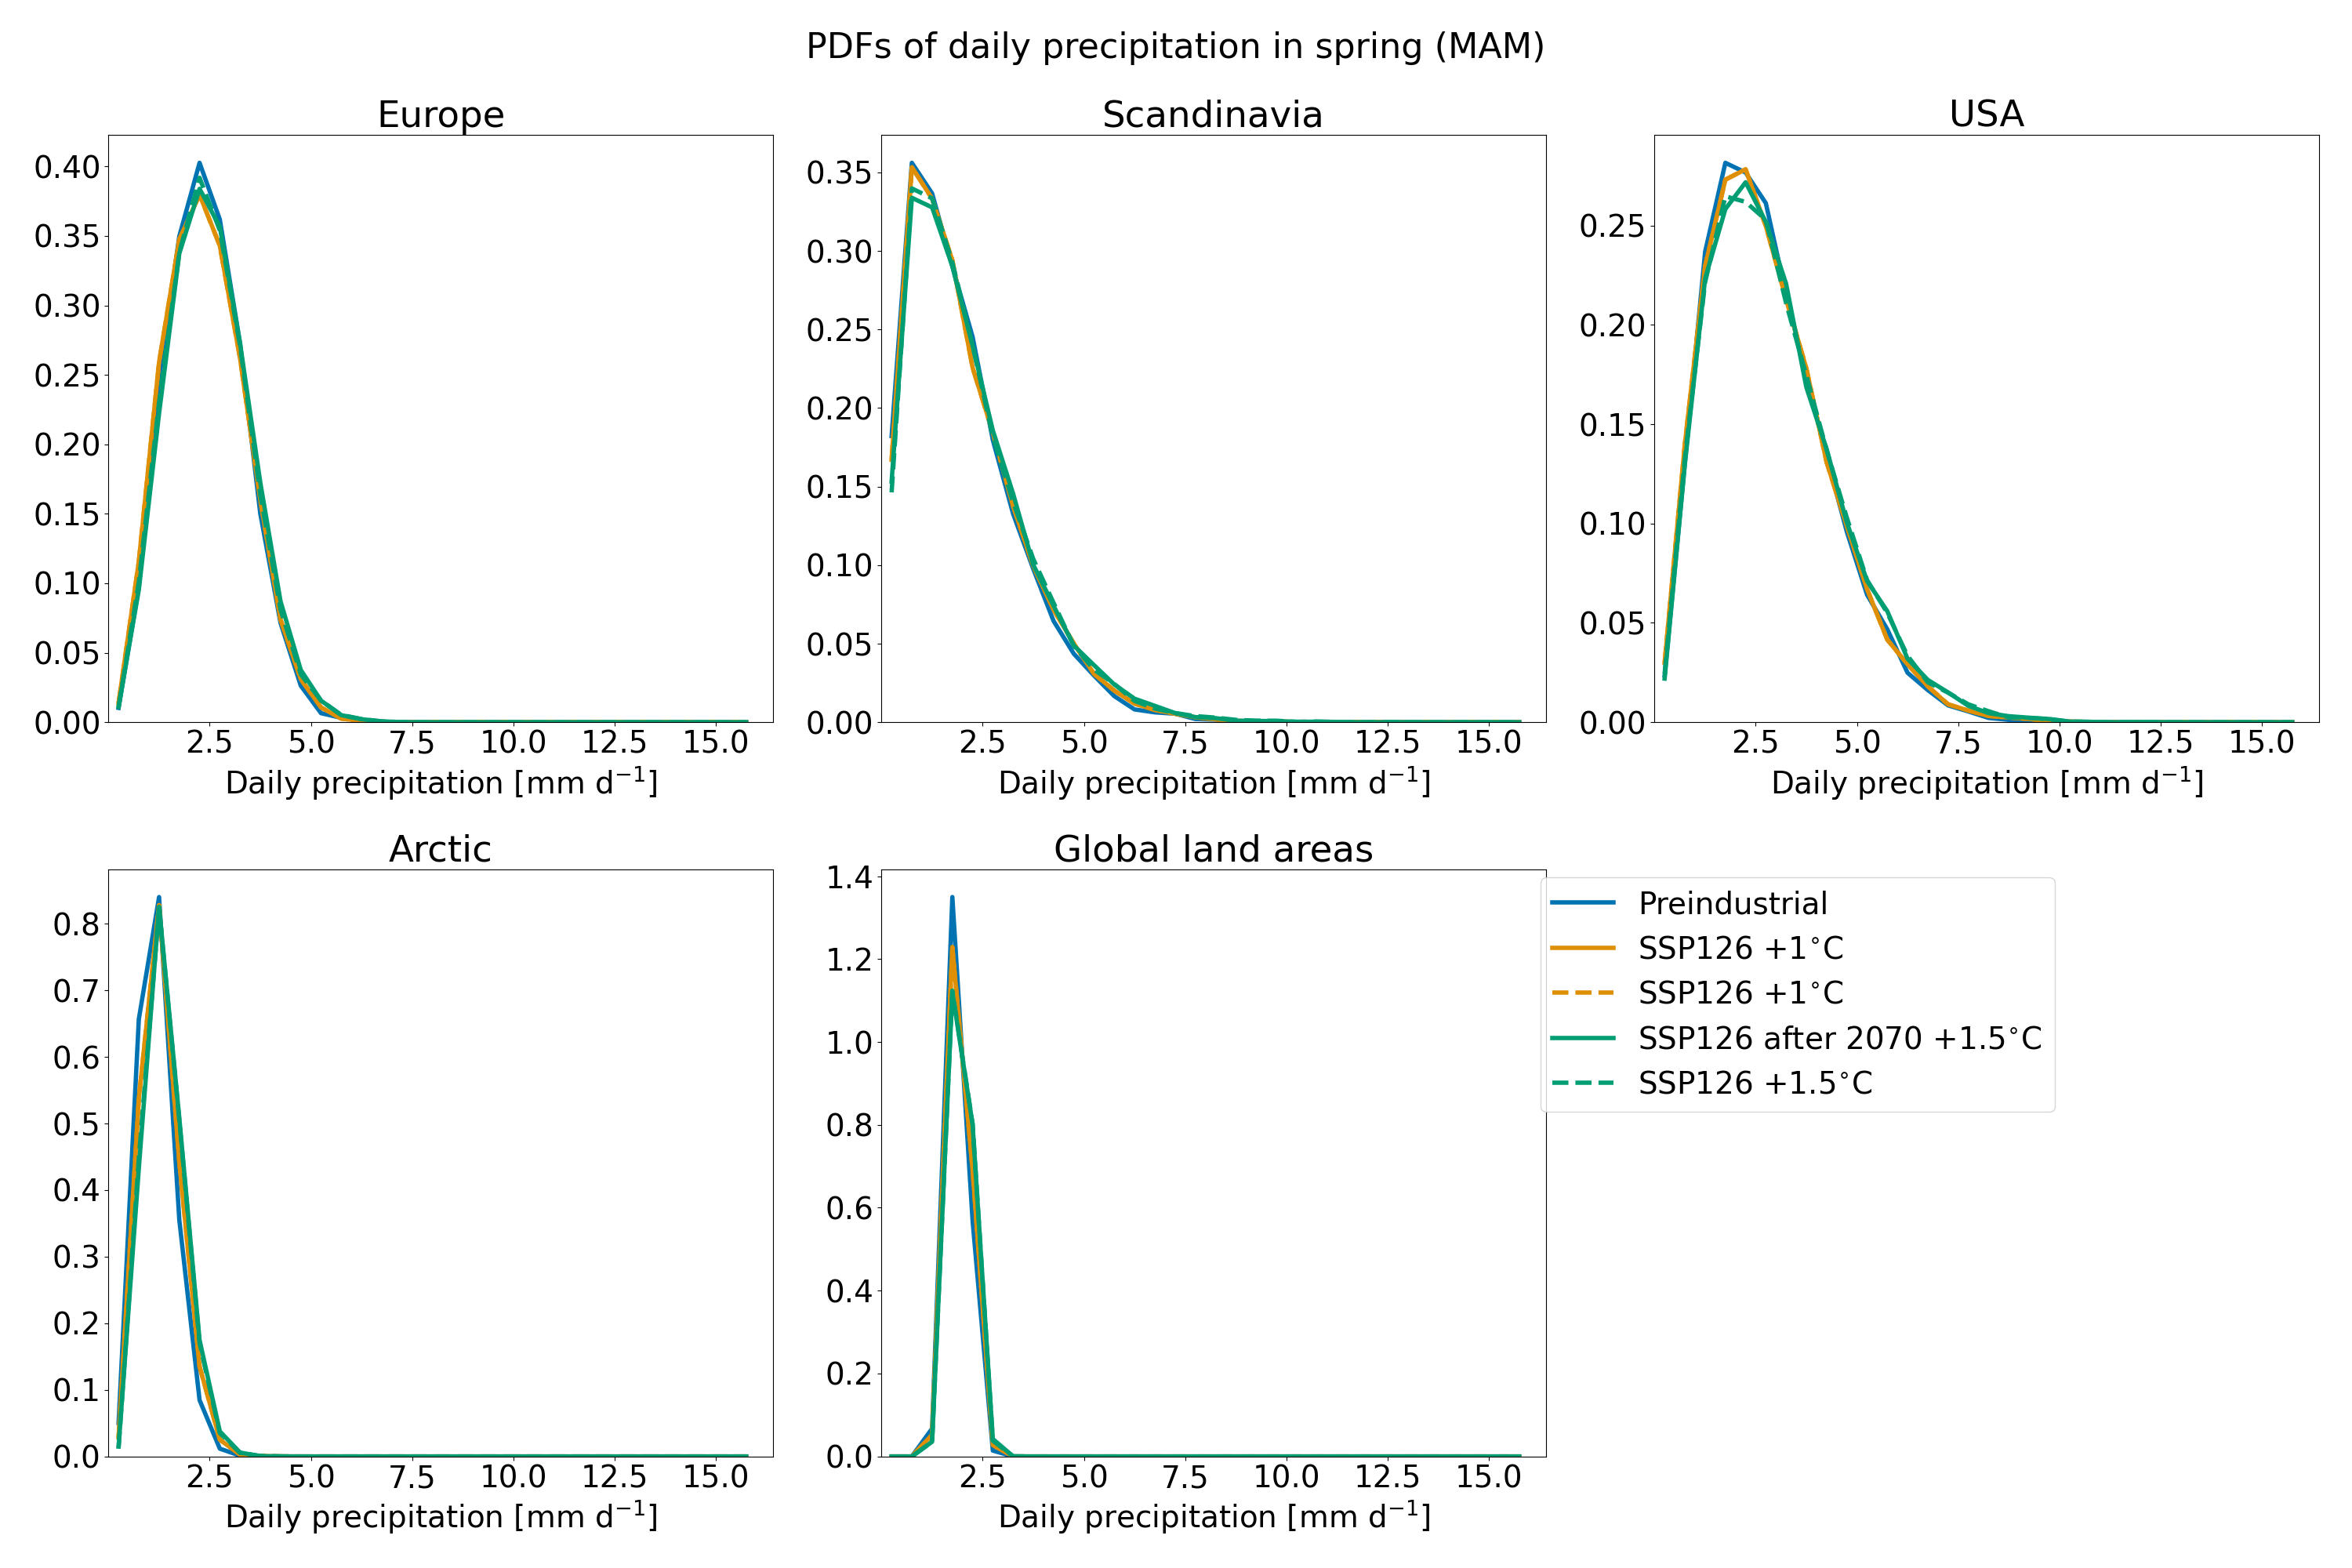 PDFs of daily precipitation in spring (MAM)
Europe
0.40
0.35
0.30
0.25
0.20
0.15
0.10
0.05
0.00
2.5 5.0 7.5 10.0 12.5 15.0
Daily precipitation [mm d⁻¹]
Scandinavia
0.35
0.30
0.25
0.20
0.15
0.10
0.05
0.00
2.5 5.0 7.5 10.0 12.5 15.0
Daily precipitation [mm d⁻¹]
USA
0.25
0.20
0.15
0.10
0.05
0.00
2.5 5.0 7.5 10.0 12.5 15.0
Daily precipitation [mm d⁻¹]
Arctic
0.8
0.7
0.6
0.5
0.4
0.3
0.2
0.1
0.0
2.5 5.0 7.5 10.0 12.5 15.0
Daily precipitation [mm d⁻¹]
Global land areas
1.4
1.2
1.0
0.8
0.6
0.4
0.2
0.0
2.5 5.0 7.5 10.0 12.5 15.0
Daily precipitation [mm d⁻¹]
Preindustrial
SSP126 +1°C
SSP126 +1°C
SSP126 after 2070 +1.5°C
SSP126 +1.5°C